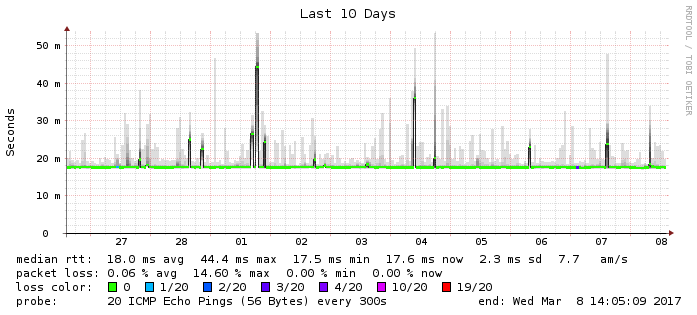 Last 10 Days
RRDTOOL / TOBI OETIKER
Seconds
50 m
40 m
30 m
20 m
10 m
0
27 28 01 02 03 04 05 06 07 08
median rtt: 18.0 ms avg 44.4 ms max 17.5 ms min 17.6 ms now 2.3 ms sd 7.7 am/s
packet loss: 0.06 % avg 14.60 % max 0.00 % min 0.00 % now
loss color: 0 1/20 2/20 3/20 4/20 10/20 19/20
probe: 20 ICMP Echo Pings (56 Bytes) every 300s end: Wed Mar 8 14:05:09 2017